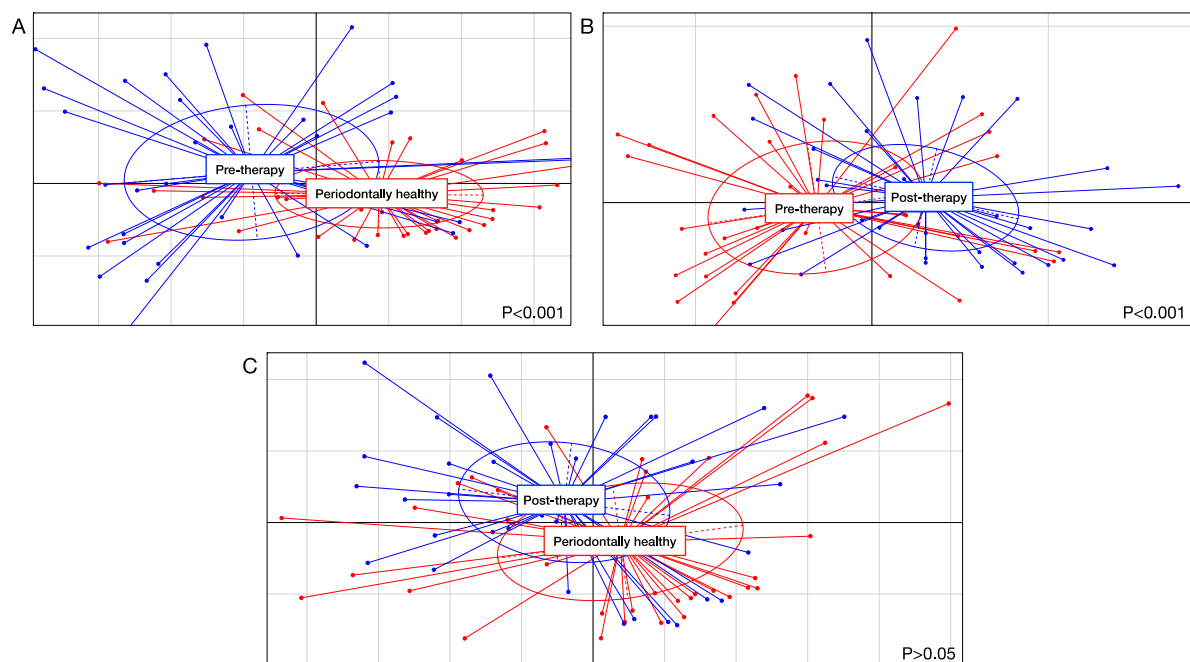 A
Pre-therapy
Periodontally healthy
P<0.001
B
Pre-therapy
Post-therapy
P<0.001
C
Post-therapy
Periodontally healthy
P>0.05